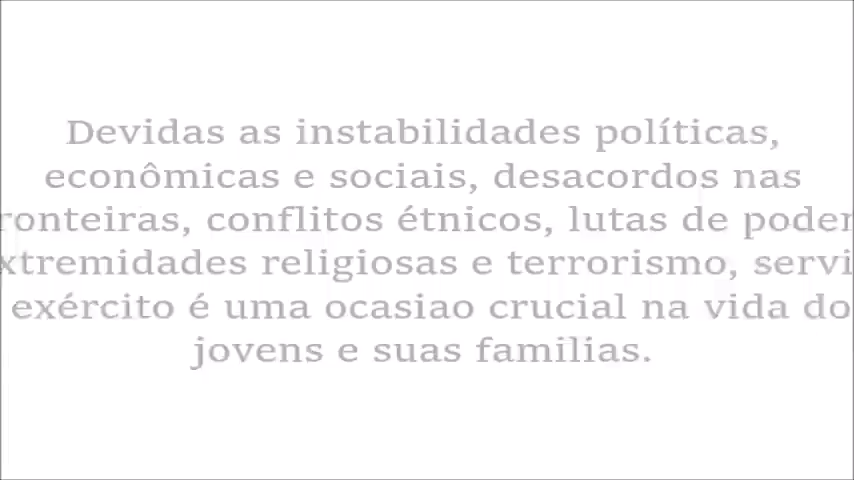 Devidas as instabilidades políticas,
econômicas e sociais, desacordos nas
ronteiras, conflitos étnicos, lutas de poder
xtremidades religiosas e terrorismo, servi
exército é uma ocasiao crucial na vida do
jovens e suas familias.